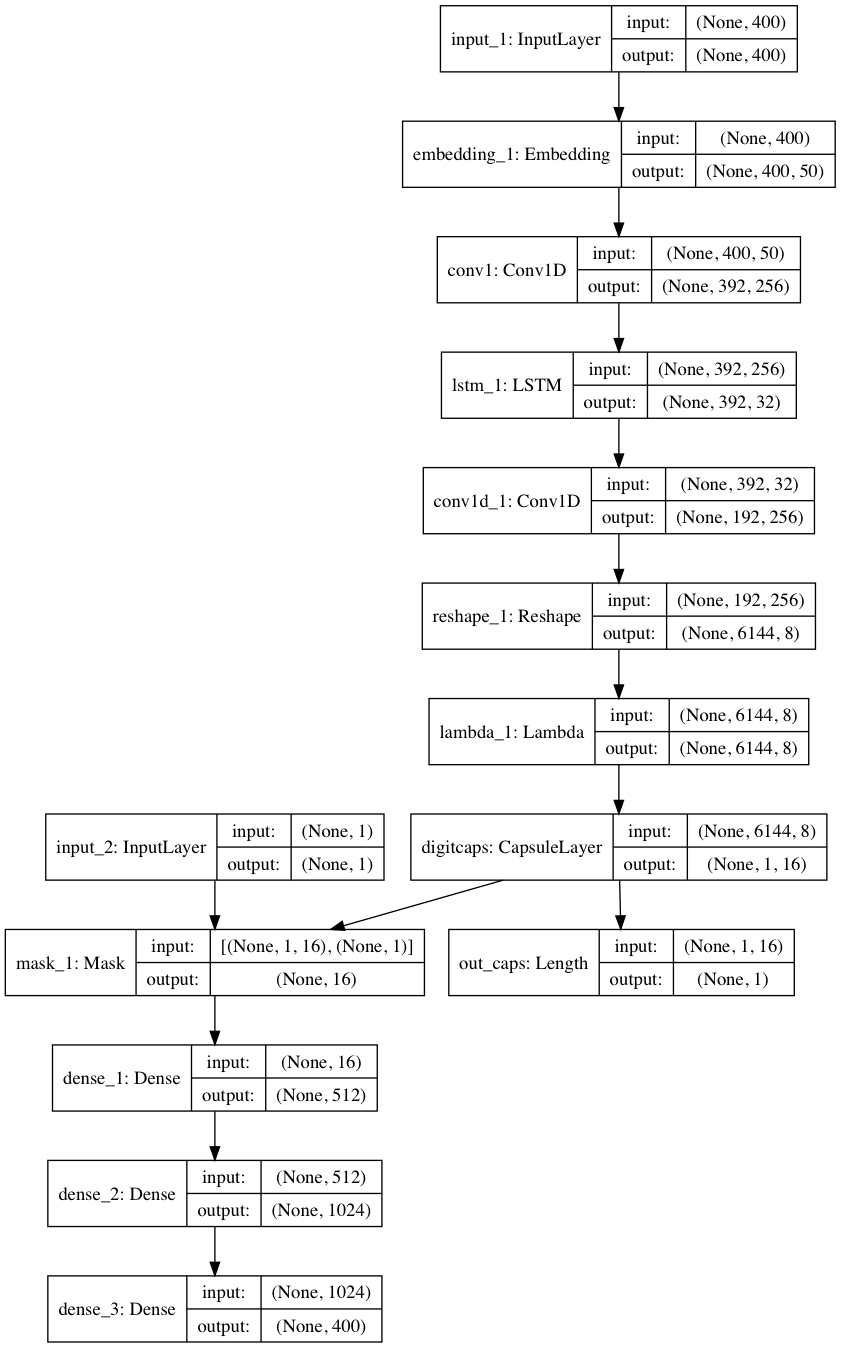 input_1: InputLayer
input: (None, 400)
output: (None, 400)
embedding_1: Embedding
input: (None, 400)
output: (None, 400, 50)
conv1: Conv1D
input: (None, 400, 50)
output: (None, 392, 256)
lstm_1: LSTM
input: (None, 392, 256)
output: (None, 392, 32)
conv1d_1: Conv1D
input: (None, 392, 32)
output: (None, 192, 256)
reshape_1: Reshape
input: (None, 192, 256)
output: (None, 6144, 8)
lambda_1: Lambda
input: (None, 6144, 8)
output: (None, 6144, 8)
input_2: InputLayer
input: (None, 1)
output: (None, 1)
digitcaps: CapsuleLayer
input: (None, 6144, 8)
output: (None, 1, 16)
mask_1: Mask
input: [(None, 1, 16), (None, 1)]
output: (None, 16)
out_caps: Length
input: (None, 1, 16)
output: (None, 1)
dense_1: Dense
input: (None, 16)
output: (None, 512)
dense_2: Dense
input: (None, 512)
output: (None, 1024)
dense_3: Dense
input: (None, 1024)
output: (None, 400)